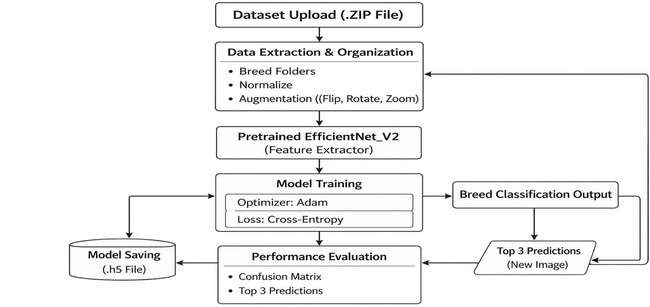 Dataset Upload (.ZIP File)
Data Extraction & Organization
• Breed Folders
• Normalize
• Augmentation ((Flip, Rotate, Zoom)
Pretrained EfficientNet_V2
(Feature Extractor)
Model Training
Optimizer: Adam
Loss: Cross-Entropy
Breed Classification Output
Model Saving
(.h5 File)
Performance Evaluation
• Confusion Matrix
• Top 3 Predictions
Top 3 Predictions
(New Image)